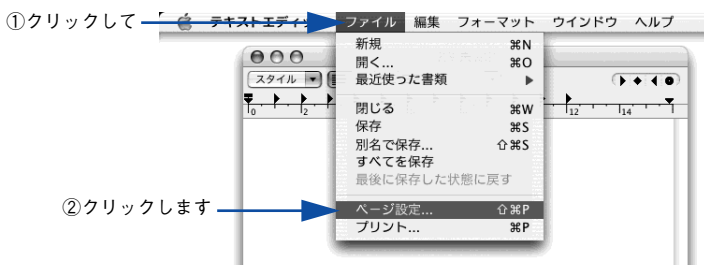 ①クリックして
テキストエディット ファイル 編集 フォーマット ウインドウ ヘルプ
新規 ⌘N
開く... ⌘O
最近使った書類 ▶
スタイル
0 2 12 14
閉じる ⌘W
保存 ⌘S
別名で保存... ⇧⌘S
すべてを保存
最後に保存した状態に戻す
②クリックします
ページ設定... ⇧⌘P
プリント... ⌘P